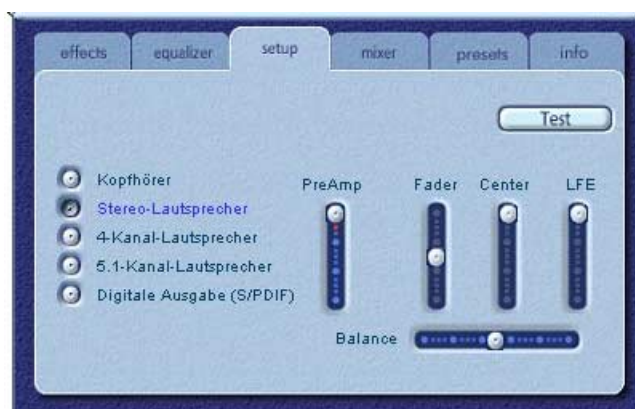 effects equalizer setup mixer presets info
Test
Kopfhörer
Stereo-Lautsprecher
4-Kanal-Lautsprecher
5.1-Kanal-Lautsprecher
Digitale Ausgabe (S/PDIF)
PreAmp Fader Center LFE
Balance